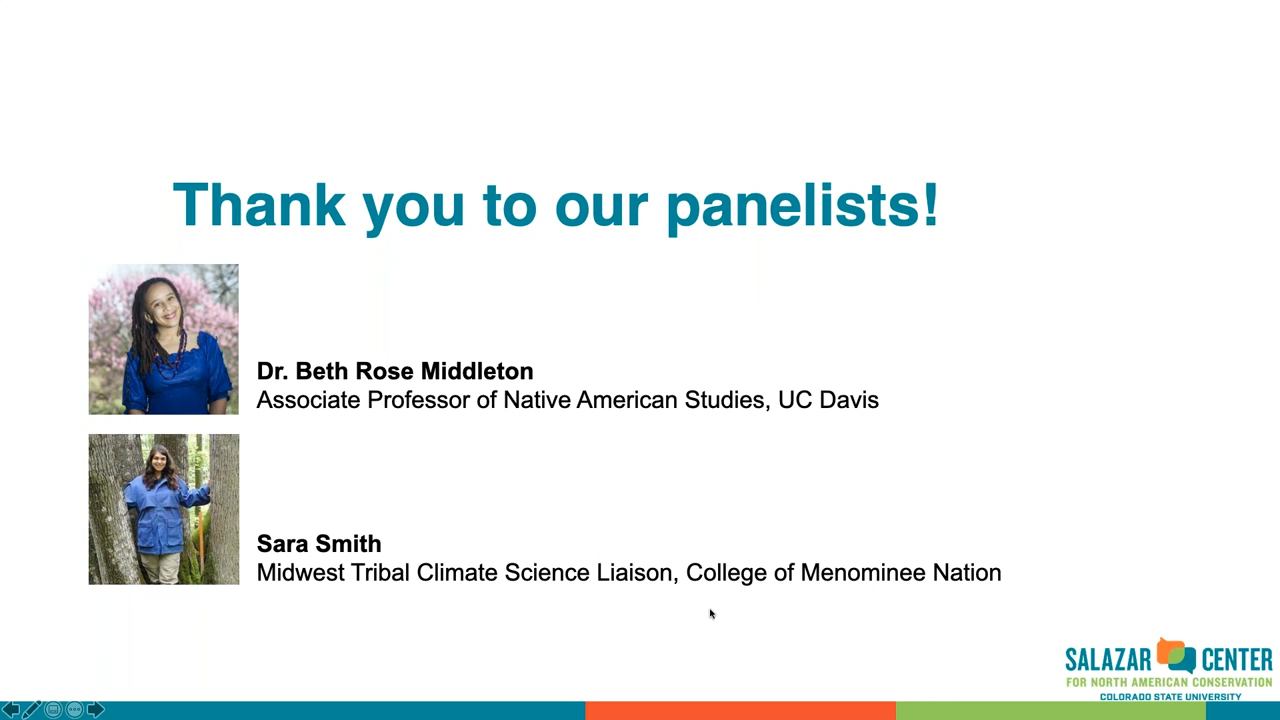 Thank you to our panelists!
Dr. Beth Rose Middleton
Associate Professor of Native American Studies, UC Davis
Sara Smith
Midwest Tribal Climate Science Liaison, College of Menominee Nation
SALAZAR CENTER
FOR NORTH AMERICAN CONSERVATION
COLORADO STATE UNIVERSITY